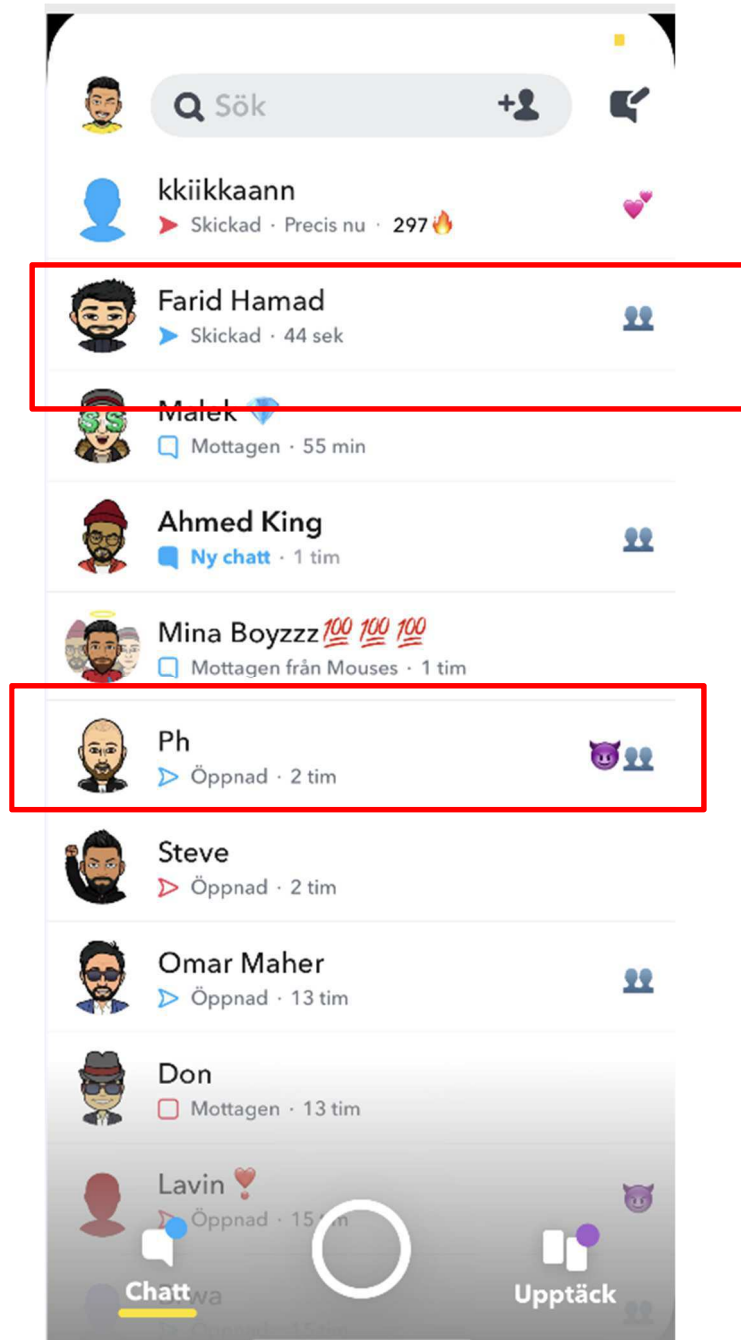 Sök
kkiikkaann
Skickad · Precis nu · 297🔥
Farid Hamad
Skickad · 44 sek
Malek 💎
Mottagen · 55 min
Ahmed King
Ny chatt · 1 tim
Mina Boyzzz💯 💯 💯
Mottagen från Mouses · 1 tim
Ph
Öppnad · 2 tim
Steve
Öppnad · 2 tim
Omar Maher
Öppnad · 13 tim
Don
Mottagen · 13 tim
Lavin ❣️
Öppnad · 15
Chatt
Upptäck